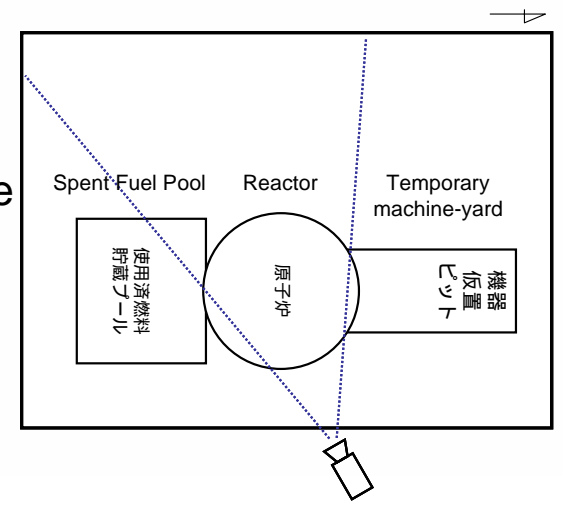 e
Spent Fuel Pool
Reactor
Temporary
machine-yard
使用済燃料
貯蔵プール
原子炉
機器
仮置
ピット